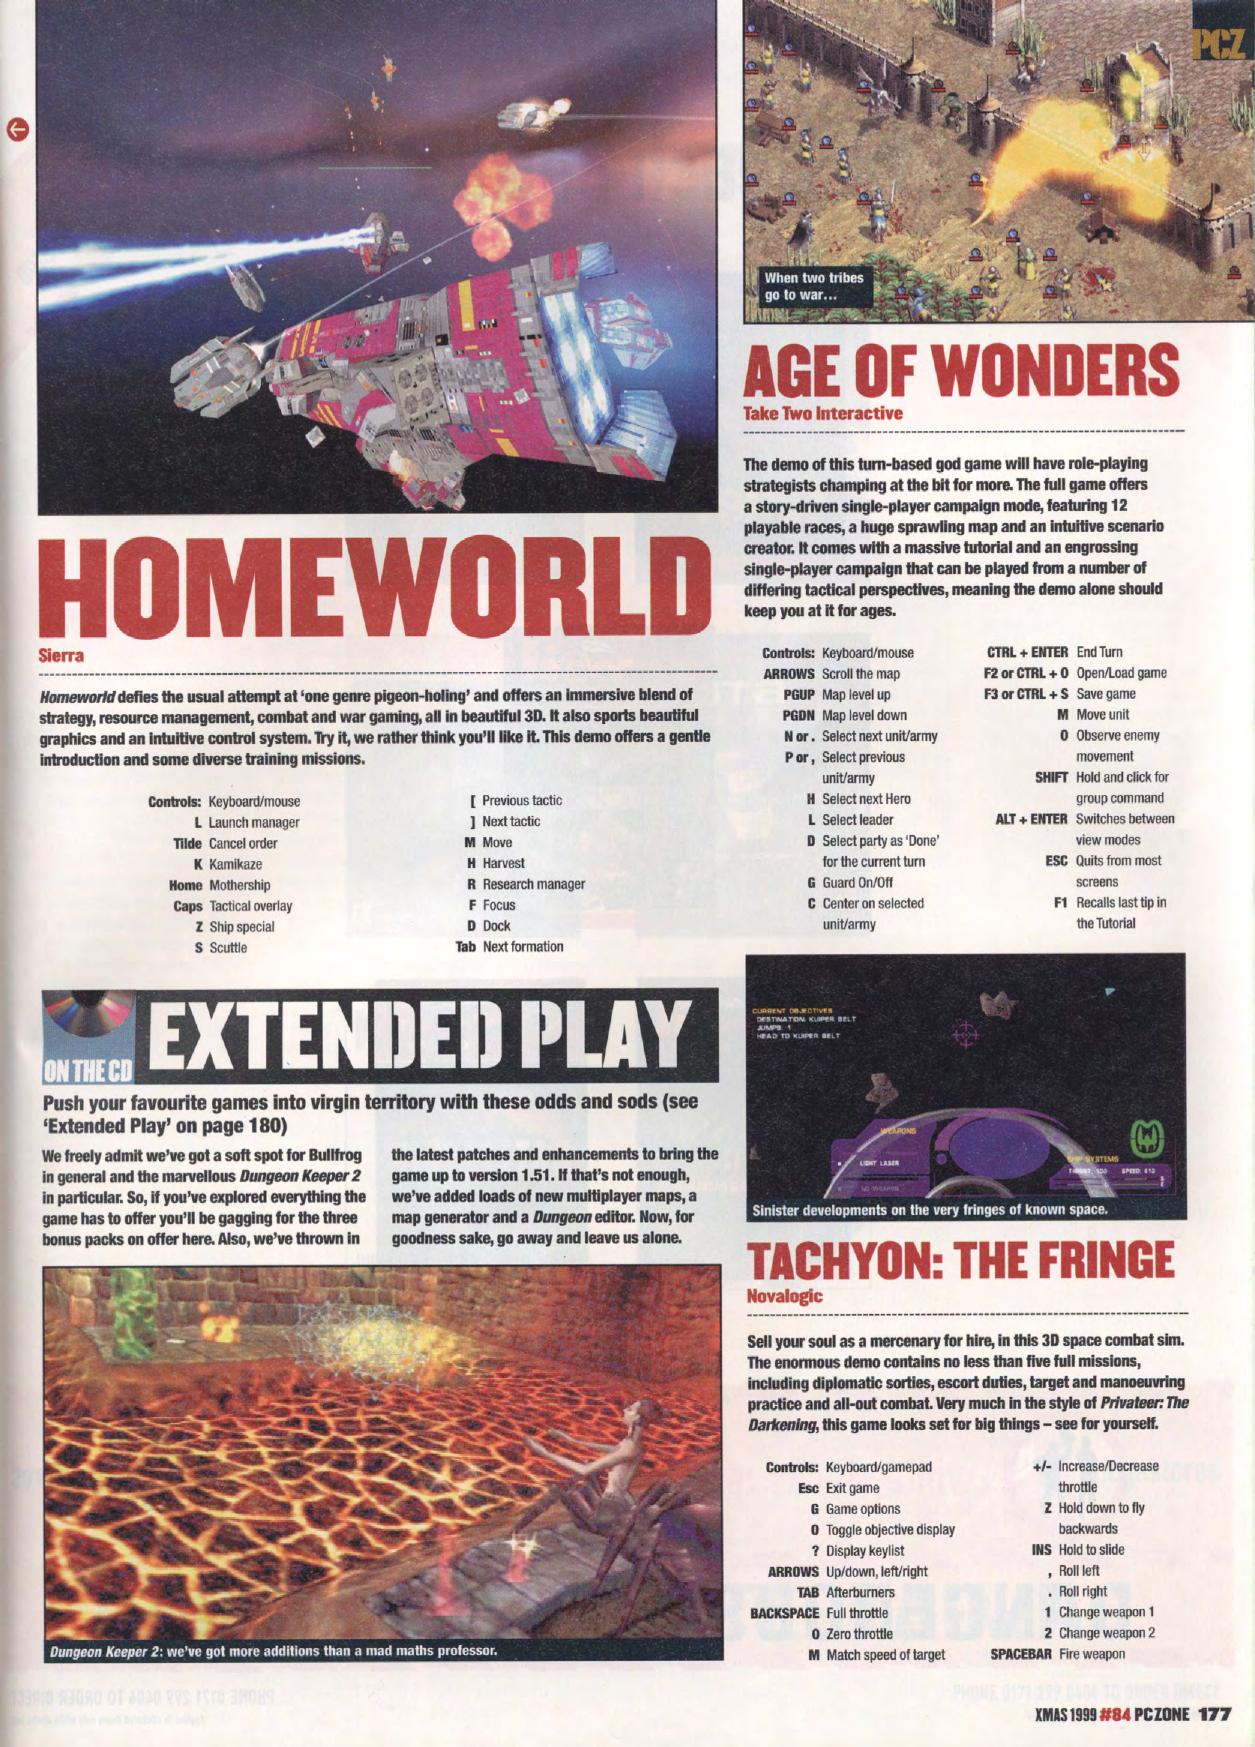 PCZ
When two tribes
go to war...
HOMEWORLD
Sierra
Homeworld defies the usual attempt at 'one genre pigeon-holing' and offers an immersive blend of
strategy, resource management, combat and war gaming, all in beautiful 3D. It also sports beautiful
graphics and an intuitive control system. Try it, we rather think you'll like it. This demo offers a gentle
introduction and some diverse training missions.
Controls: Keyboard/mouse
L Launch manager
Tilde Cancel order
K Kamikaze
Home Mothership
Caps Tactical overlay
Z Ship special
S Scuttle
[ Previous tactic
] Next tactic
M Move
H Harvest
R Research manager
F Focus
D Dock
Tab Next formation
ON THE CD
EXTENDED PLAY
Push your favourite games into virgin territory with these odds and sods (see
'Extended Play' on page 180)
We freely admit we've got a soft spot for Bullfrog
in general and the marvellous Dungeon Keeper 2
in particular. So, if you've explored everything the
game has to offer you'll be gagging for the three
bonus packs on offer here. Also, we've thrown in
the latest patches and enhancements to bring the
game up to version 1.51. If that's not enough,
we've added loads of new multiplayer maps, a
map generator and a Dungeon editor. Now, for
goodness sake, go away and leave us alone.
Dungeon Keeper 2: we've got more additions than a mad maths professor.
AGE OF WONDERS
Take Two Interactive
The demo of this turn-based god game will have role-playing
strategists champing at the bit for more. The full game offers
a story-driven single-player campaign mode, featuring 12
playable races, a huge sprawling map and an intuitive scenario
creator. It comes with a massive tutorial and an engrossing
single-player campaign that can be played from a number of
differing tactical perspectives, meaning the demo alone should
keep you at it for ages.
Controls: Keyboard/mouse
ARROWS Scroll the map
PGUP Map level up
PGDN Map level down
N or . Select next unit/army
P or , Select previous
unit/army
H Select next Hero
L Select leader
D Select party as 'Done'
for the current turn
G Guard On/Off
C Center on selected
unit/army
CTRL + ENTER End Turn
F2 or CTRL + O Open/Load game
F3 or CTRL + S Save game
M Move unit
O Observe enemy
movement
SHIFT Hold and click for
group command
ALT + ENTER Switches between
view modes
ESC Quits from most
screens
F1 Recalls last tip in
the Tutorial
CURRENT OBJECTIVES
DESTINATION: KUIPER BELT
JUMPS: 1
HEAD TO KUIPER BELT
WEAPONS
LIGHT LASER
SHIP SYSTEMS
Sinister developments on the very fringes of known space.
TACHYON: THE FRINGE
Novalogic
Sell your soul as a mercenary for hire, in this 3D space combat sim.
The enormous demo contains no less than five full missions,
including diplomatic sorties, escort duties, target and manoeuvring
practice and all-out combat. Very much in the style of Privateer: The
Darkening, this game looks set for big things – see for yourself.
Controls: Keyboard/gamepad
Esc Exit game
G Game options
O Toggle objective display
? Display keylist
ARROWS Up/down, left/right
TAB Afterburners
BACKSPACE Full throttle
0 Zero throttle
M Match speed of target
+/- Increase/Decrease
throttle
Z Hold down to fly
backwards
INS Hold to slide
, Roll left
. Roll right
1 Change weapon 1
2 Change weapon 2
SPACEBAR Fire weapon
XMAS 1999 #84 PCZONE 177